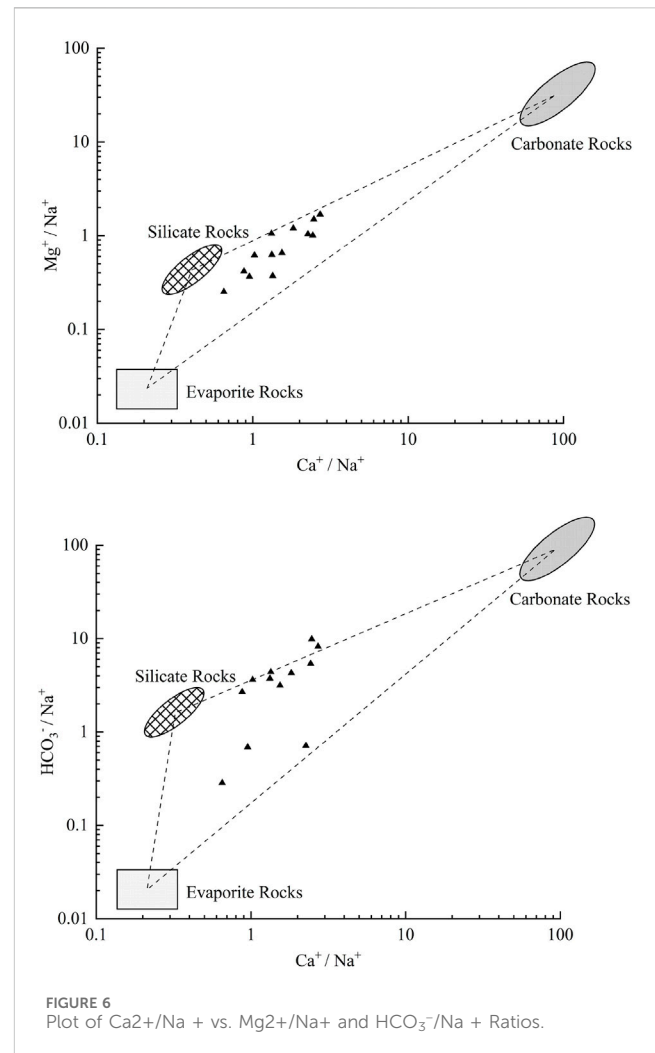 100
10
Carbonate Rocks
Silicate Rocks
1
Mg⁺/ Na⁺
0.1
Evaporite Rocks
0.01
0.1 1 10 100
Ca⁺ / Na⁺
100
10
Carbonate Rocks
Silicate Rocks
1
HCO₃⁻/ Na⁺
0.1
Evaporite Rocks
0.01
0.1 1 10 100
Ca⁺ / Na⁺
FIGURE 6
Plot of Ca2+/Na + vs. Mg2+/Na+ and HCO₃⁻/Na + Ratios.